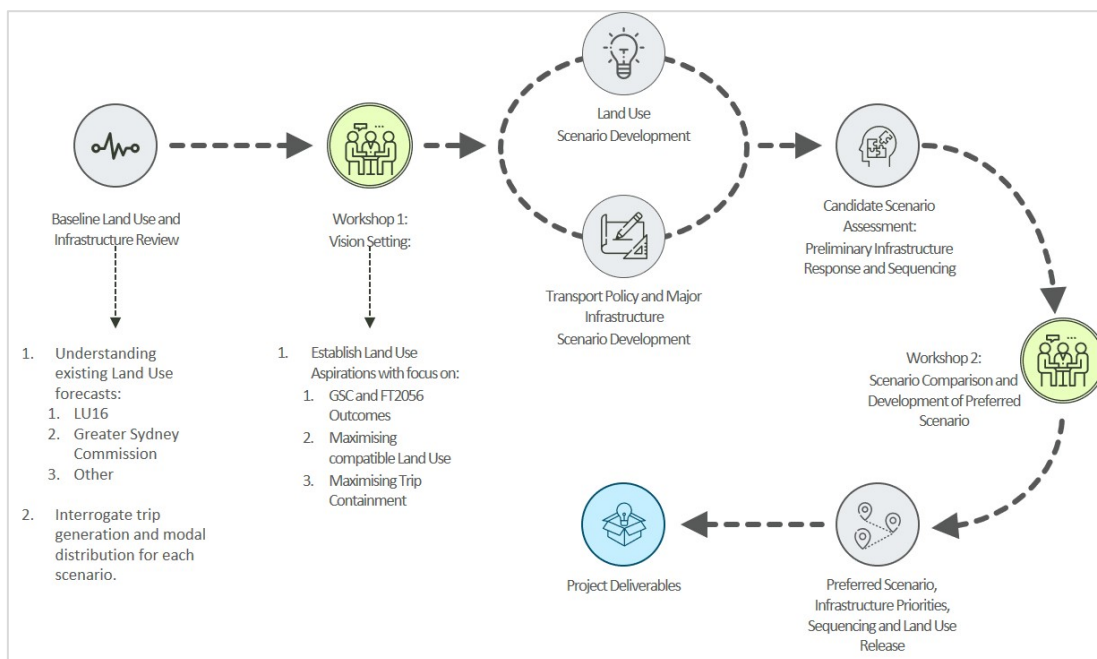 Baseline Land Use and
Infrastructure Review
1. Understanding
existing Land Use
forecasts:
1. LU16
2. Greater Sydney
Commission
3. Other
2. Interrogate trip
generation and modal
distribution for each
scenario.
Workshop 1:
Vision Setting:
1. Establish Land Use
Aspirations with focus on:
1. GSC and FT2056
Outcomes
2. Maximising
compatible Land Use
3. Maximising Trip
Containment
Land Use
Scenario Development
Transport Policy and Major
Infrastructure
Scenario Development
Candidate Scenario
Assessment:
Preliminary Infrastructure
Response and Sequencing
Workshop 2:
Scenario Comparison and
Development of Preferred
Scenario
Preferred Scenario,
Infrastructure Priorities,
Sequencing and Land Use
Release
Project Deliverables